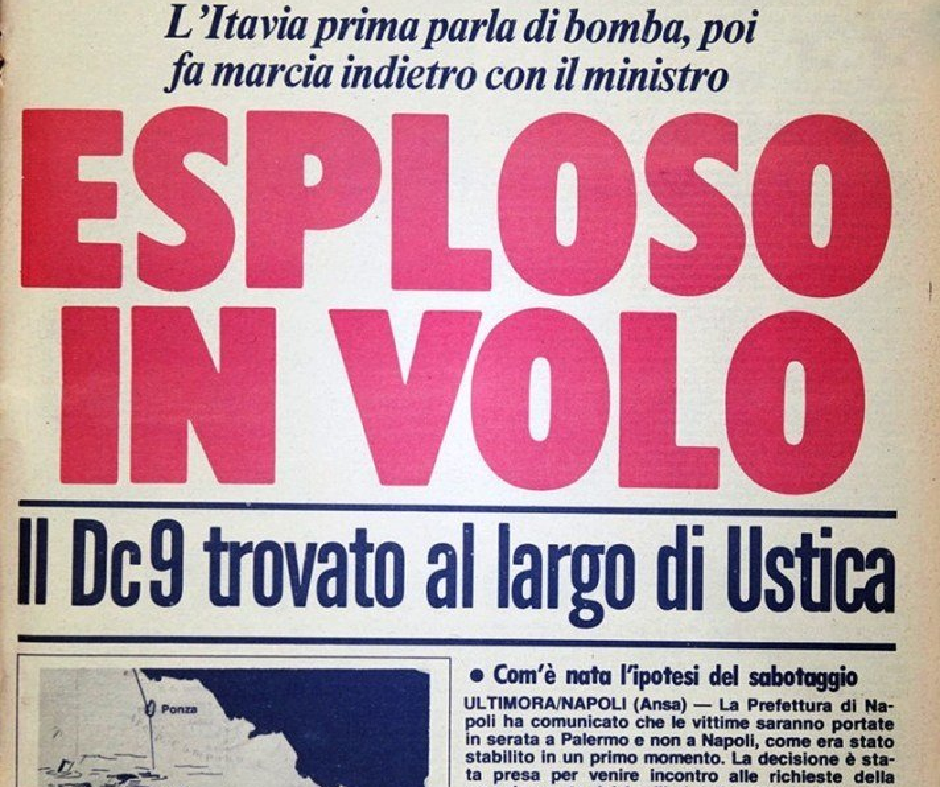 L'Itavia prima parla di bomba, poi
fa marcia indietro con il ministro
ESPLOSO
IN VOLO
Il Dc9 trovato al largo di Ustica
Ponza
• Com'è nata l'ipotesi del sabotaggio
ULTIMORA/NAPOLI (Ansa) — La Prefettura di Na-
poli ha comunicato che le vittime saranno portate
in serata a Palermo e non a Napoli, come era stato
stabilito in un primo momento. La decisione è sta-
ta presa per venire incontro alle richieste della